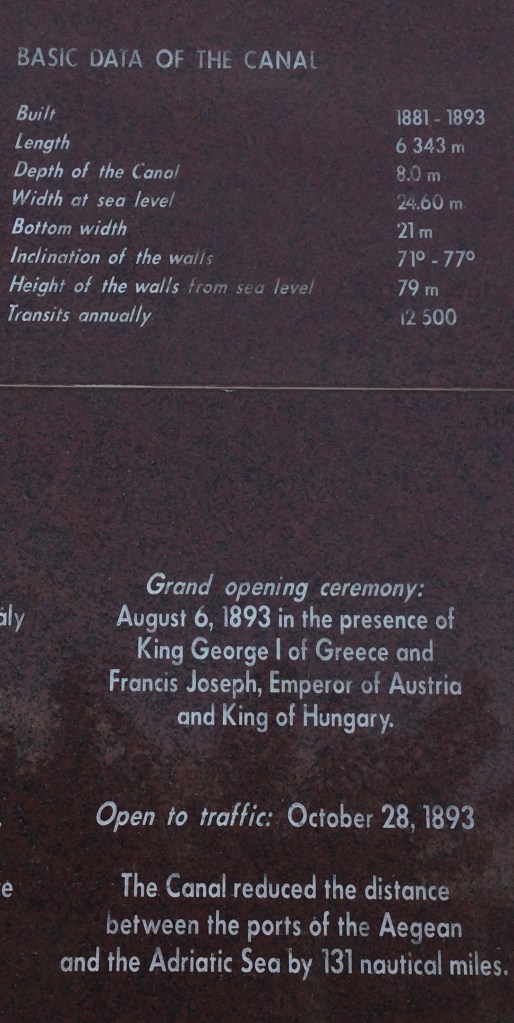 BASIC DATA OF THE CANAL
Built 1881 - 1893
Length 6 343 m
Depth of the Canal 8.0 m
Width at sea level 24.60 m
Bottom width 21 m
Inclination of the walls 71° - 77°
Height of the walls from sea level 79 m
Transits annually 12 500
Grand opening ceremony:
August 6, 1893 in the presence of
King George I of Greece and
Francis Joseph, Emperor of Austria
and King of Hungary.
Open to traffic: October 28, 1893
The Canal reduced the distance
between the ports of the Aegean
and the Adriatic Sea by 131 nautical miles.